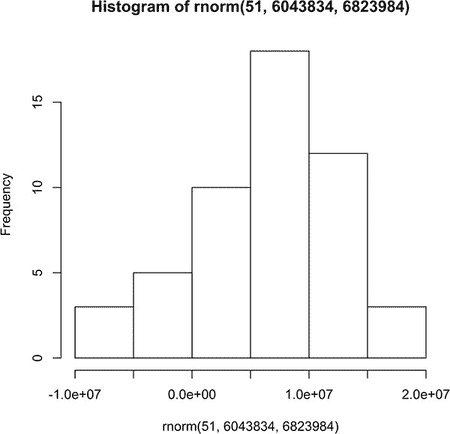 Histogram of rnorm(51, 6043834, 6823984)
Frequency
15
10
5
0
-1.0e+07 0.0e+00 1.0e+07 2.0e+07
rnorm(51, 6043834, 6823984)